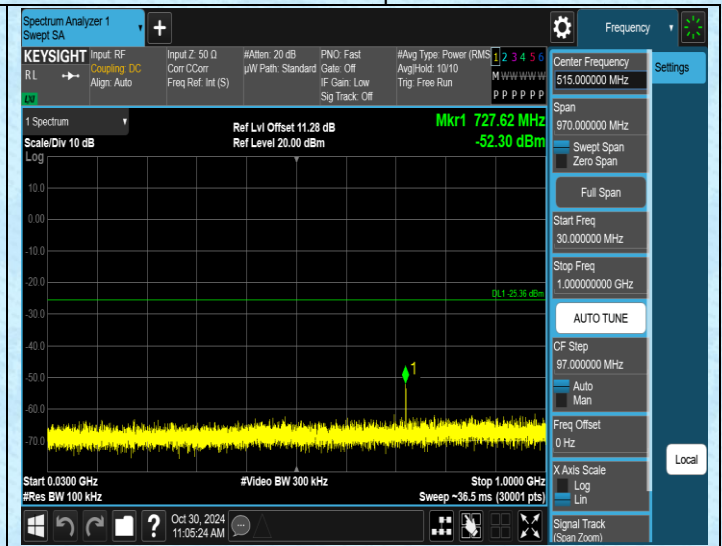 Spectrum Analyzer 1
Swept SA
+
Frequency
KEYSIGHT
RL
Input: RF
Coupling: DC
Align: Auto
Input Z: 50 Ω
Corr CCorr
Freq Ref: Int (S)
#Atten: 20 dB
µW Path: Standard
PNO: Fast
Gate: Off
IF Gain: Low
Sig Track: Off
#Avg Type: Power (RMS
Avg|Hold: 10/10
Trig: Free Run
1 2 3 4 5 6
M W W W W W
P P P P P P
Settings
1 Spectrum
Scale/Div 10 dB
Log
Ref Lvl Offset 11.28 dB
Ref Level 20.00 dBm
Mkr1 727.62 MHz
-52.30 dBm
10.0
0.00
-10.0
-20.0
DL1 -25.36 dBm
-30.0
-40.0
-50.0
1
-60.0
-70.0
Start 0.0300 GHz
#Res BW 100 kHz
#Video BW 300 kHz
Stop 1.0000 GHz
Sweep ~36.5 ms (30001 pts)
Center Frequency
515.000000 MHz
Span
970.000000 MHz
Swept Span
Zero Span
Full Span
Start Freq
30.000000 MHz
Stop Freq
1.000000000 GHz
AUTO TUNE
CF Step
97.000000 MHz
Auto
Man
Freq Offset
0 Hz
X Axis Scale
Log
Lin
Signal Track
(Span Zoom)
Local
?
Oct 30, 2024
11:05:24 AM